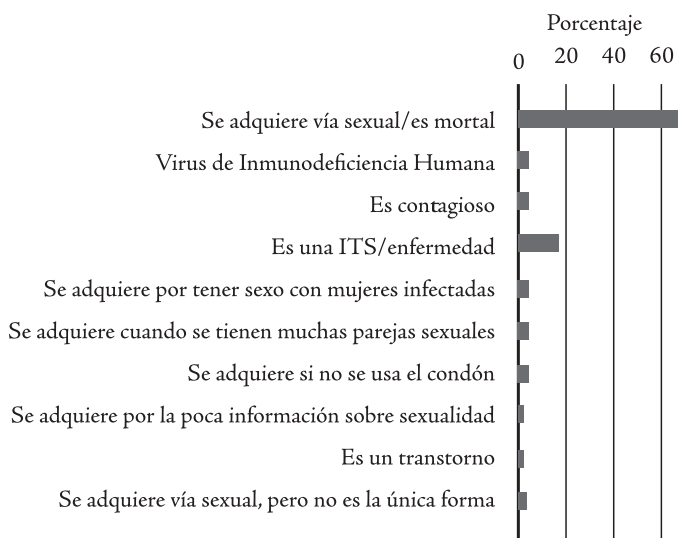 Porcentaje
0 20 40 60
Se adquiere vía sexual/es mortal
Virus de Inmunodeficiencia Humana
Es contagioso
Es una ITS/enfermedad
Se adquiere por tener sexo con mujeres infectadas
Se adquiere cuando se tienen muchas parejas sexuales
Se adquiere si no se usa el condón
Se adquiere por la poca información sobre sexualidad
Es un transtorno
Se adquiere vía sexual, pero no es la única forma